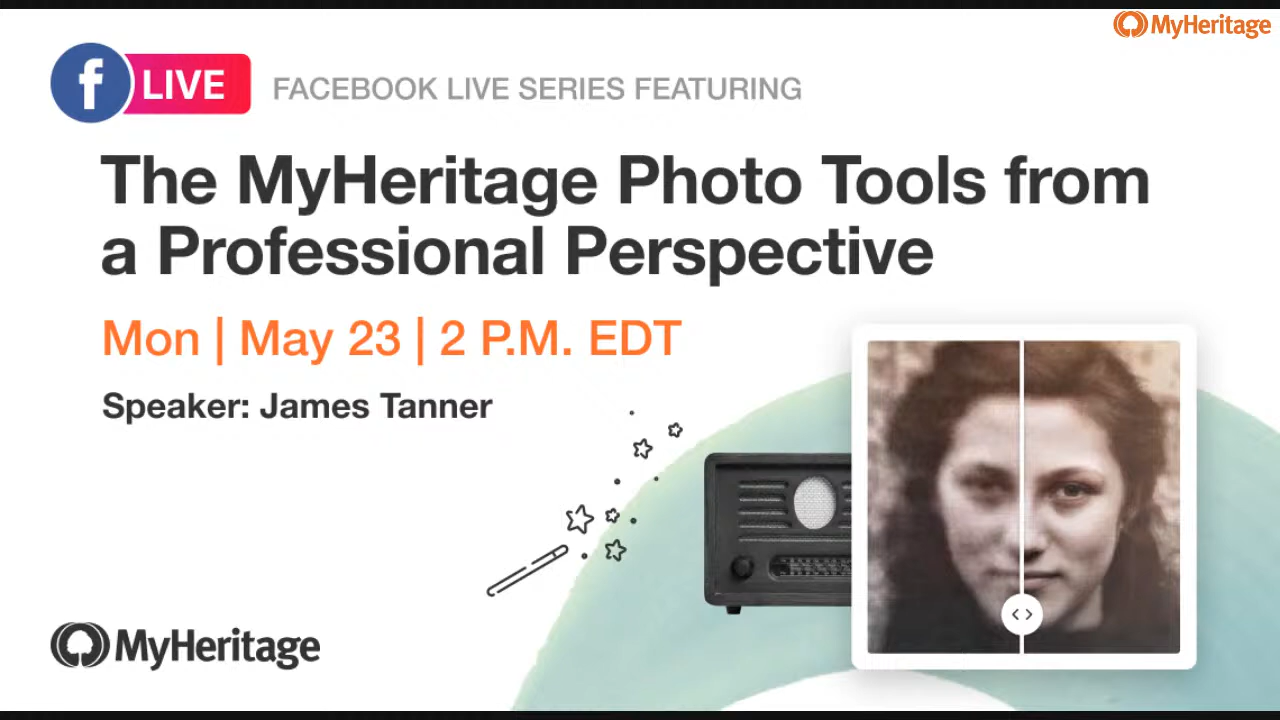 MyHeritage
f LIVE FACEBOOK LIVE SERIES FEATURING
The MyHeritage Photo Tools from
a Professional Perspective
Mon | May 23 | 2 P.M. EDT
Speaker: James Tanner
MyHeritage